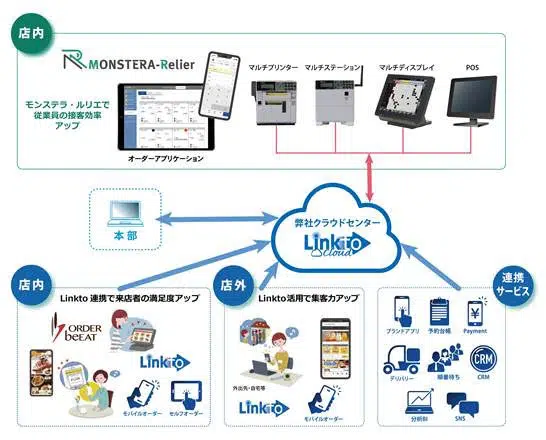 店内
MONSTERA-Relier
モンステラ・ルリエで
従業員の接客効率
アップ
オーダーアプリケーション
マルチプリンター
マルチステーション
マルチディスプレイ
POS
本部
弊社クラウドセンター
Linkto
Cloud
店内
Linkto 連携で来店者の満足度アップ
ORDER
beEAT
Linkto
モバイルオーダー
セルフオーダー
店外
Linkto活用で集客力アップ
外出先・自宅等
Linkto
モバイルオーダー
連携
サービス
ブランドアプリ
予約台帳
Payment
デリバリー
順番待ち
CRM
CRM
分析BI
SNS